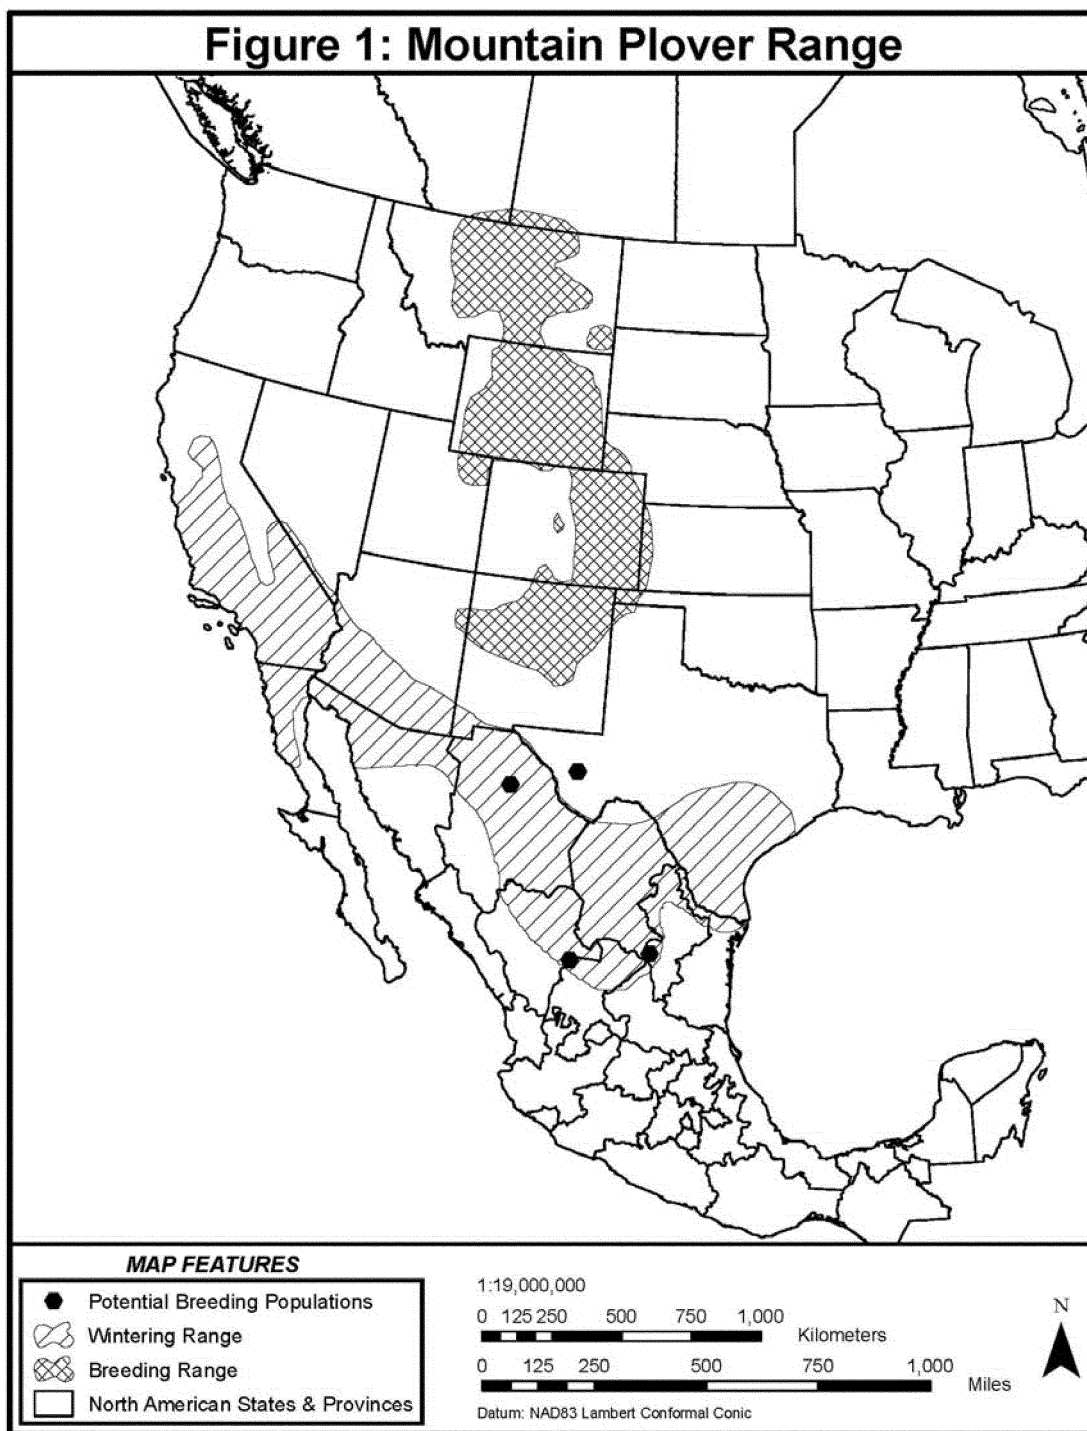 Figure 1: Mountain Plover Range
MAP FEATURES
Potential Breeding Populations
Wintering Range
Breeding Range
North American States & Provinces
1:19,000,000
0 125 250 500 750 1,000
Kilometers
0 125 250 500 750 1,000
Miles
Datum: NAD83 Lambert Conformal Conic
N